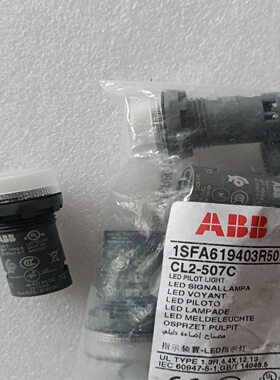 ABB
ABB
1SFA619403R50
CL2-507C
LED PILOT LIGHT
LED SIGNALLAMPA
LED VOYANT
LED PILOTO
LED LAMPADE
LED MELDELEUCHTE
OSPRZET PULPIT
指示装置-LED指示灯
UL TYPE 1,3R,4,4X,12,13
IEC 60947-5-1,GB/T 14048.5